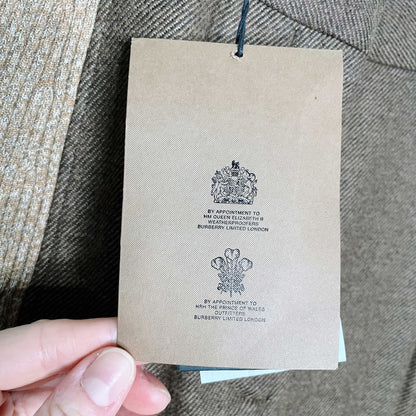 BY APPOINTMENT TO
HM QUEEN ELIZABETH II
WEATHERPROOFERS
BURBERRY LIMITED LONDON
BY APPOINTMENT TO
HRH THE PRINCE OF WALES
OUTFITTERS
BURBERRY LIMITED LONDON